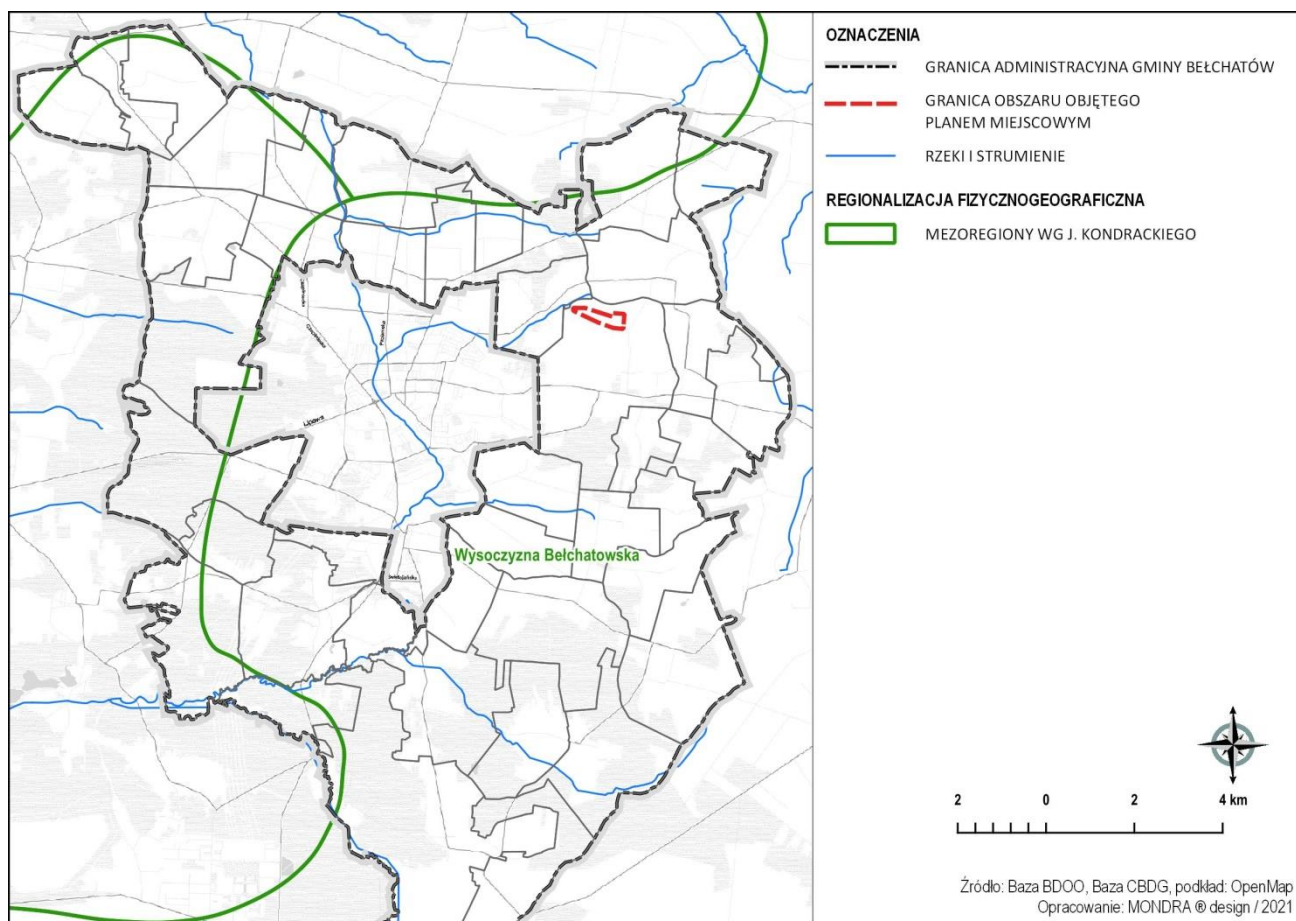 Wysoczyzna Bełchatowska
OZNACZENIA
GRANICA ADMINISTRACYJNA GMINY BEŁCHATÓW
GRANICA OBSZARU OBJĘTEGO
PLANEM MIEJSCOWYM
RZEKI I STRUMIENIE
REGIONALIZACJA FIZYCZNOGEOGRAFICZNA
MEZOREGIONY WG J. KONDRACKIEGO
2 0 2 4 km
Źródło: Baza BDOO, Baza CBDG, podkład: OpenMap
Opracowanie: MONDRA ® design / 2021